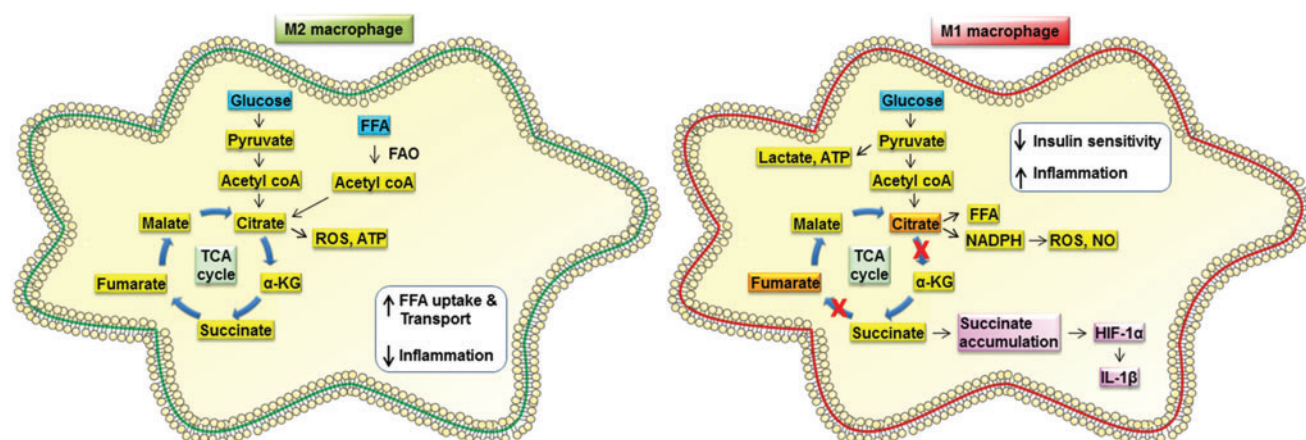 M2 macrophage
Glucose
FFA
Pyruvate
FAO
Acetyl coA
Acetyl coA
Malate
Citrate
ROS, ATP
TCA
cycle
Fumarate
α-KG
Succinate
↑ FFA uptake &
Transport
↓ Inflammation
M1 macrophage
Glucose
Pyruvate
Lactate, ATP
Acetyl coA
↓ Insulin sensitivity
↑ Inflammation
Malate
Citrate
FFA
NADPH
ROS, NO
X
TCA
cycle
Fumarate
α-KG
X
Succinate
Succinate
accumulation
HIF-1α
IL-1β